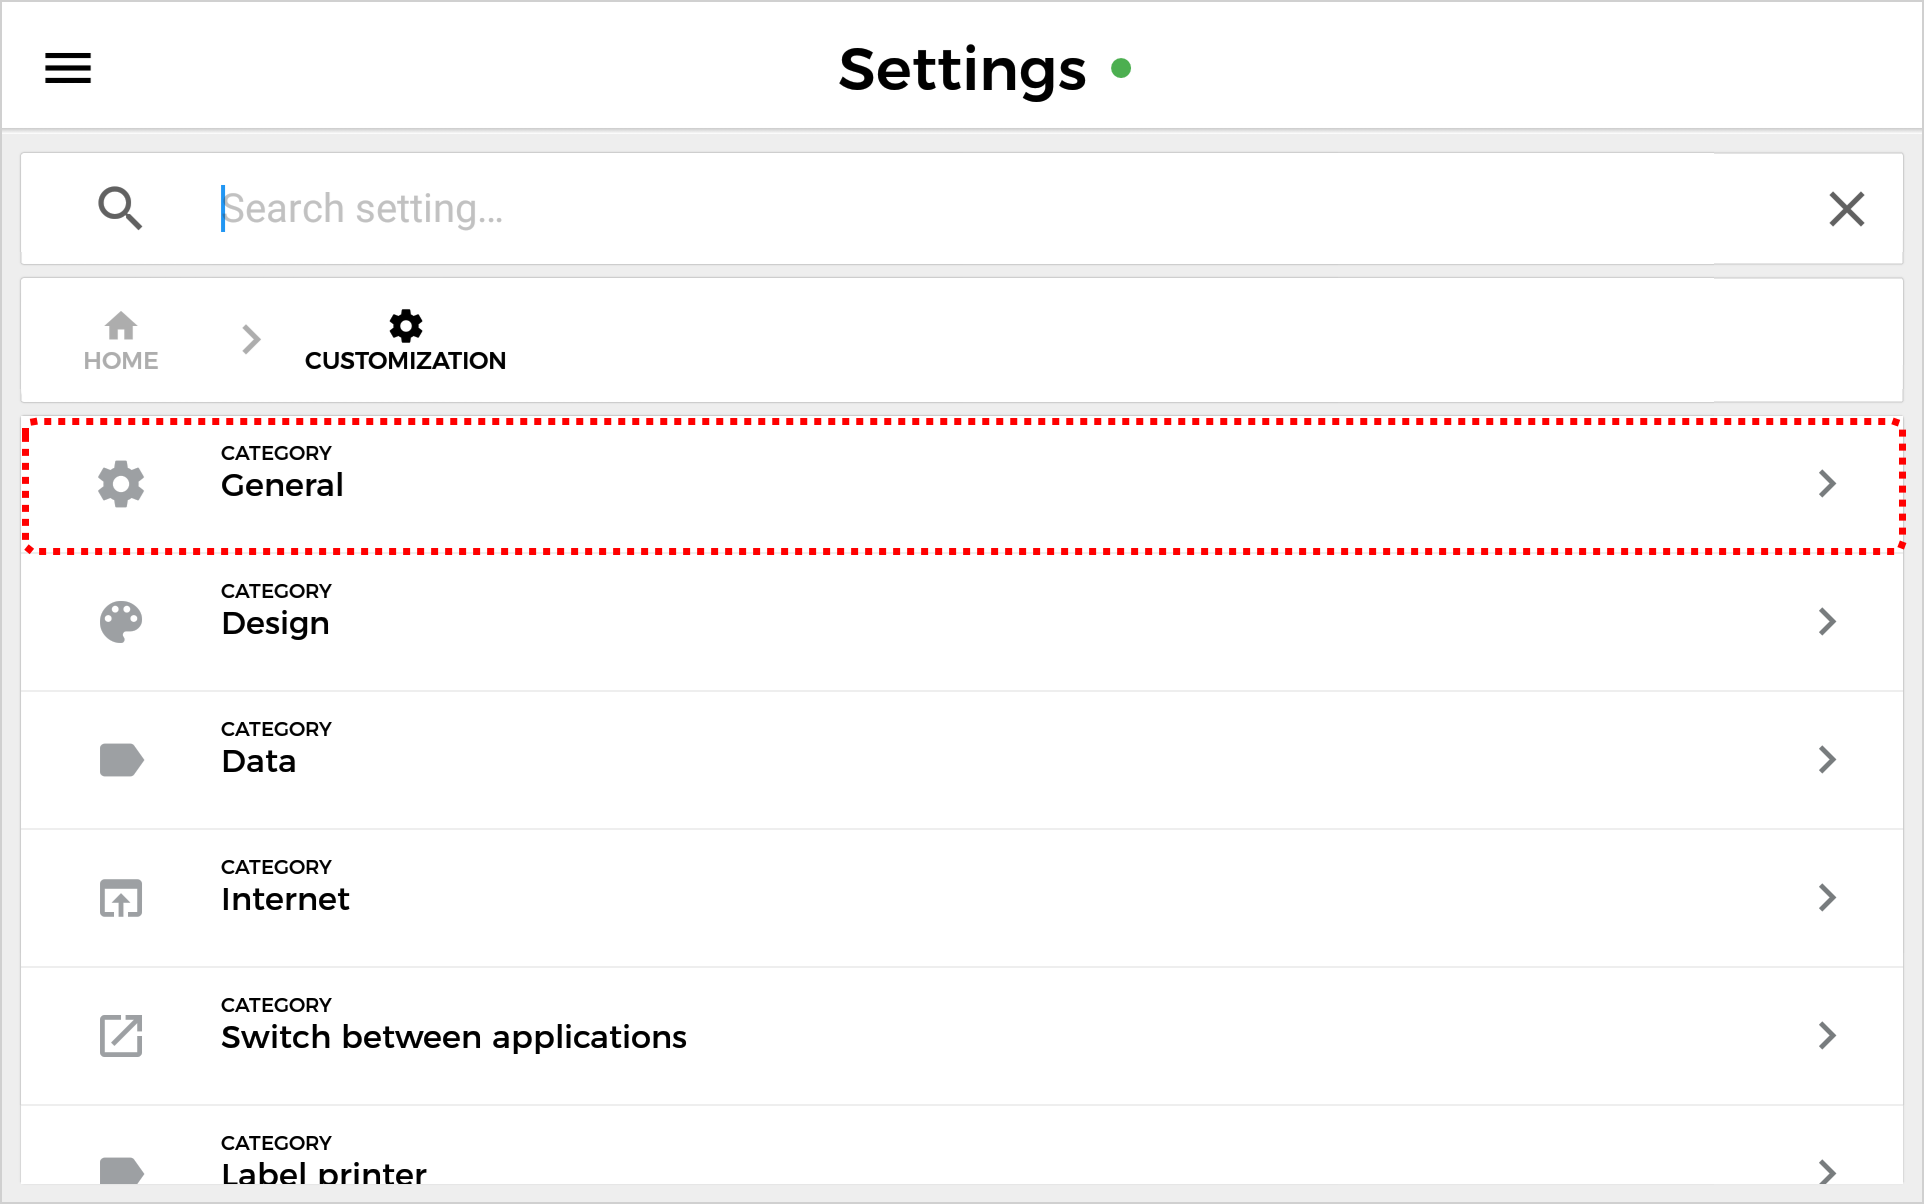 Settings
Search setting...
HOME
CUSTOMIZATION
CATEGORY
General
CATEGORY
Design
CATEGORY
Data
CATEGORY
Internet
CATEGORY
Switch between applications
CATEGORY
Label printer